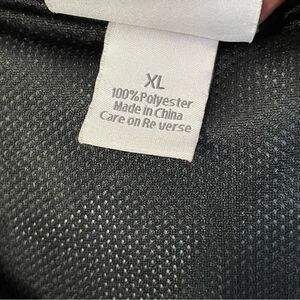 XL
100%Polyester
Made in China
Care on Re verse